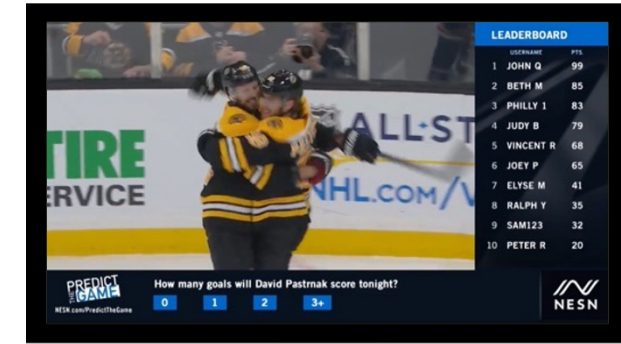 TIRE
ERVICE
ALL★ST
NHL.COM/V
LEADERBOARD
USERNAME PTS
1 JOHN Q 99
2 BETH M 85
3 PHILLY 1 83
4 JUDY B 79
5 VINCENT R 68
6 JOEY P 65
7 ELYSE M 41
8 RALPH Y 35
9 SAM123 32
10 PETER R 20
PREDICT
THE GAME
NESN.com/PredictTheGame
How many goals will David Pastrnak score tonight?
0 1 2 3+
NESN